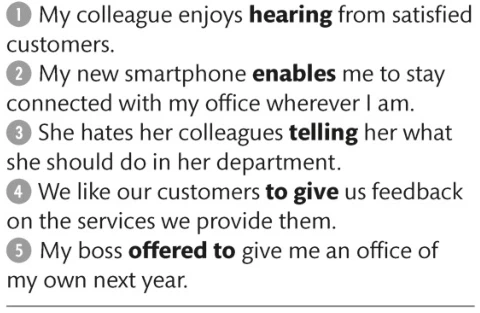 1 My colleague enjoys hearing from satisfied
customers.
2 My new smartphone enables me to stay
connected with my office wherever I am.
3 She hates her colleagues telling her what
she should do in her department.
4 We like our customers to give us feedback
on the services we provide them.
5 My boss offered to give me an office of
my own next year.